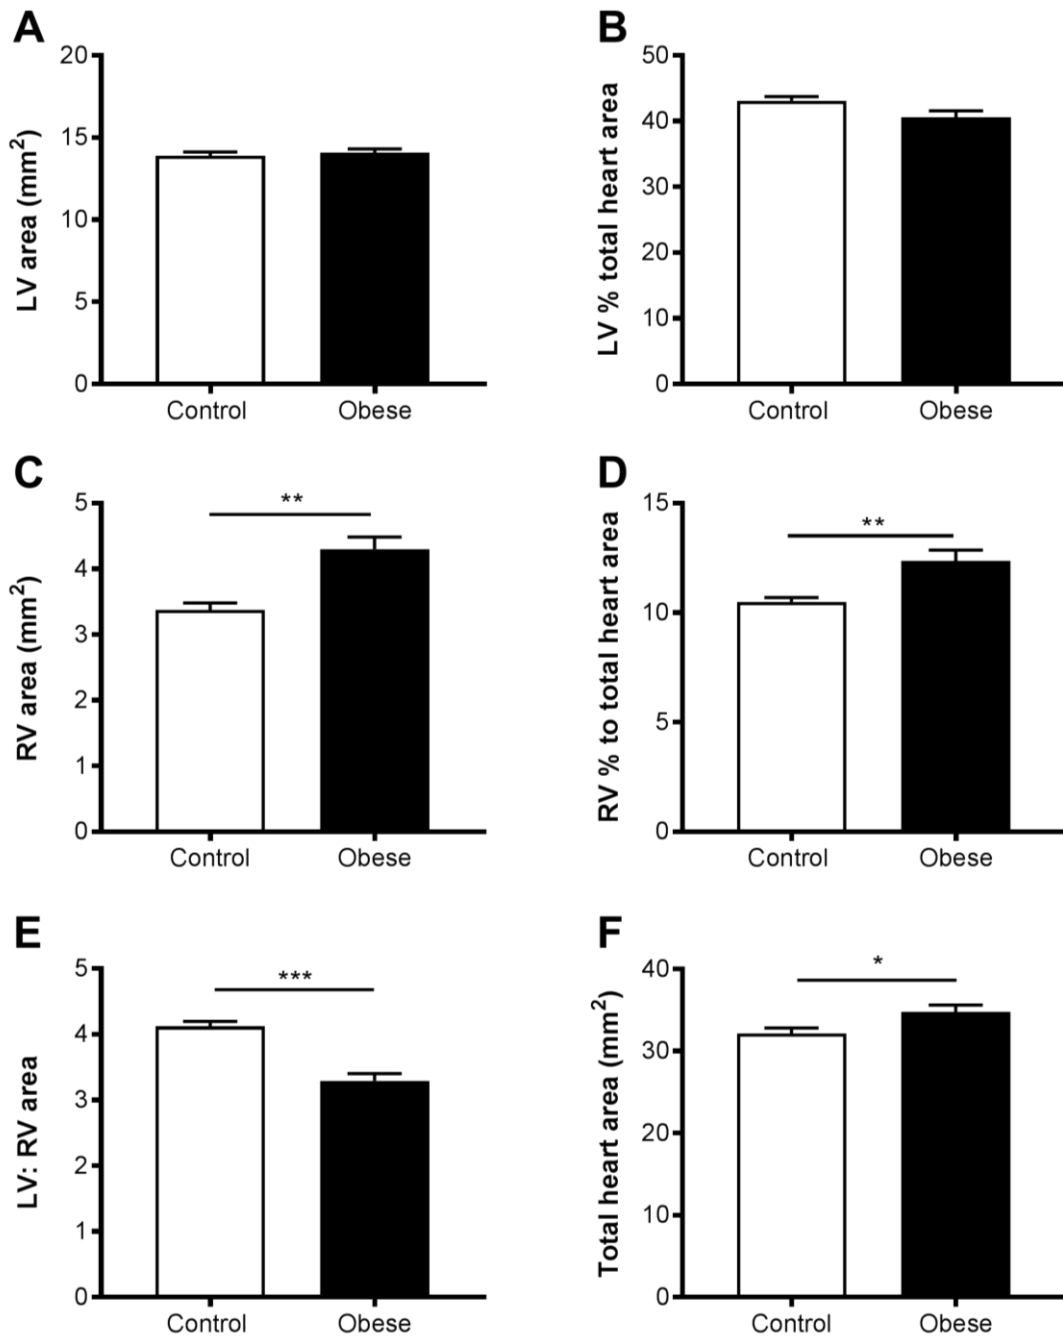 A
LV area (mm²)
20
15
10
5
0
Control Obese
B
LV % total heart area
50
40
30
20
10
0
Control Obese
C
RV area (mm²)
5
4
3
2
1
0
**
Control Obese
D
RV % to total heart area
15
10
5
0
**
Control Obese
E
LV: RV area
5
4
3
2
1
0
***
Control Obese
F
Total heart area (mm²)
40
30
20
10
0
*
Control Obese